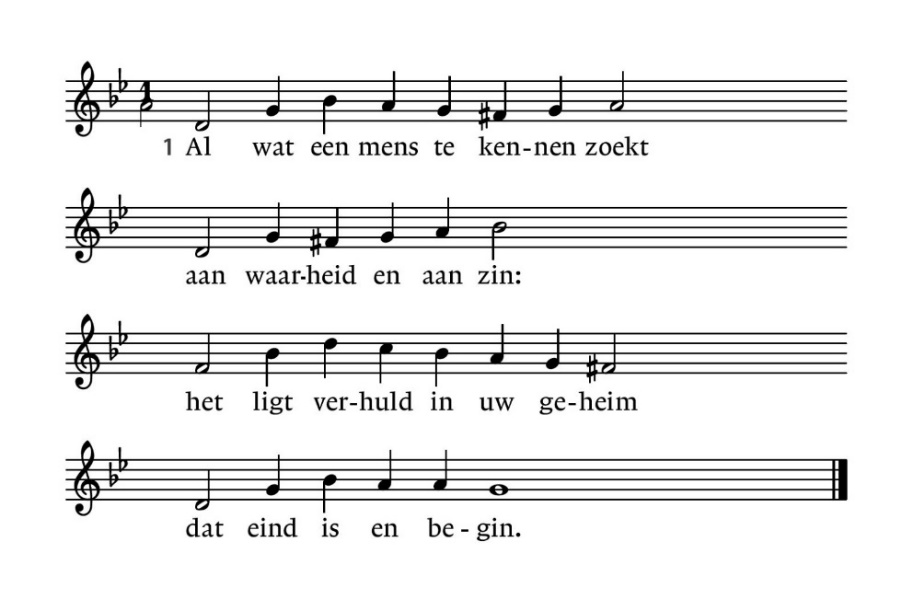 1 Al wat een mens te ken-nen zoekt
aan waar-heid en aan zin:
het ligt ver-huld in uw ge-heim
dat eind is en be-gin.